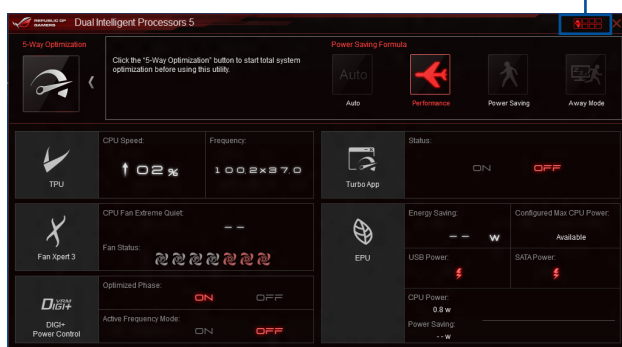 REPUBLIC OF GAMERS Dual Intelligent Processors 5
5-Way Optimization
Click the "5-Way Optimization" button to start total system
optimization before using this utility.
Power Saving Formula
Auto
Auto
Performance
Power Saving
Away Mode
TPU
CPU Speed:
02 %
Frequency:
100.2x37.0
Turbo App
Status:
ON OFF
Fan Xpert 3
CPU Fan Extreme Quiet:
--
Fan Status:
EPU
Energy Saving:
-- w
Configured Max CPU Power:
Available
USB Power:
SATA Power:
CPU Power:
0.8 w
Power Saving:
-- w
DIGI+ VRM
DIGI+
Power Control
Optimized Phase:
ON OFF
Active Frequency Mode:
ON OFF